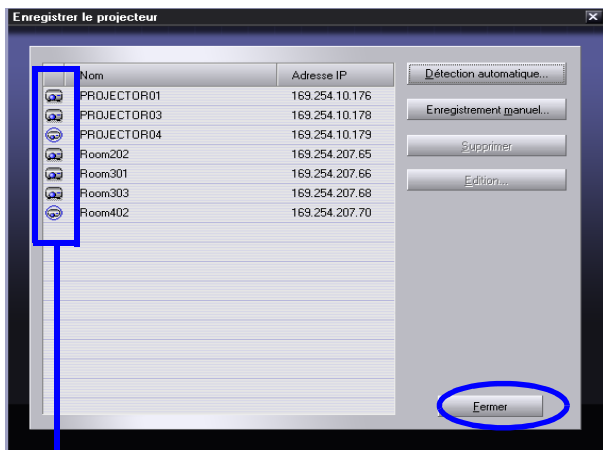 Enregistrer le projecteur
Nom Adresse IP
PROJECTOR01 169.254.10.176
PROJECTOR03 169.254.10.178
PROJECTOR04 169.254.10.179
Room202 169.254.207.65
Room301 169.254.207.66
Room303 169.254.207.68
Room402 169.254.207.70
Détection automatique...
Enregistrement manuel...
Supprimer
Edition...
Fermer